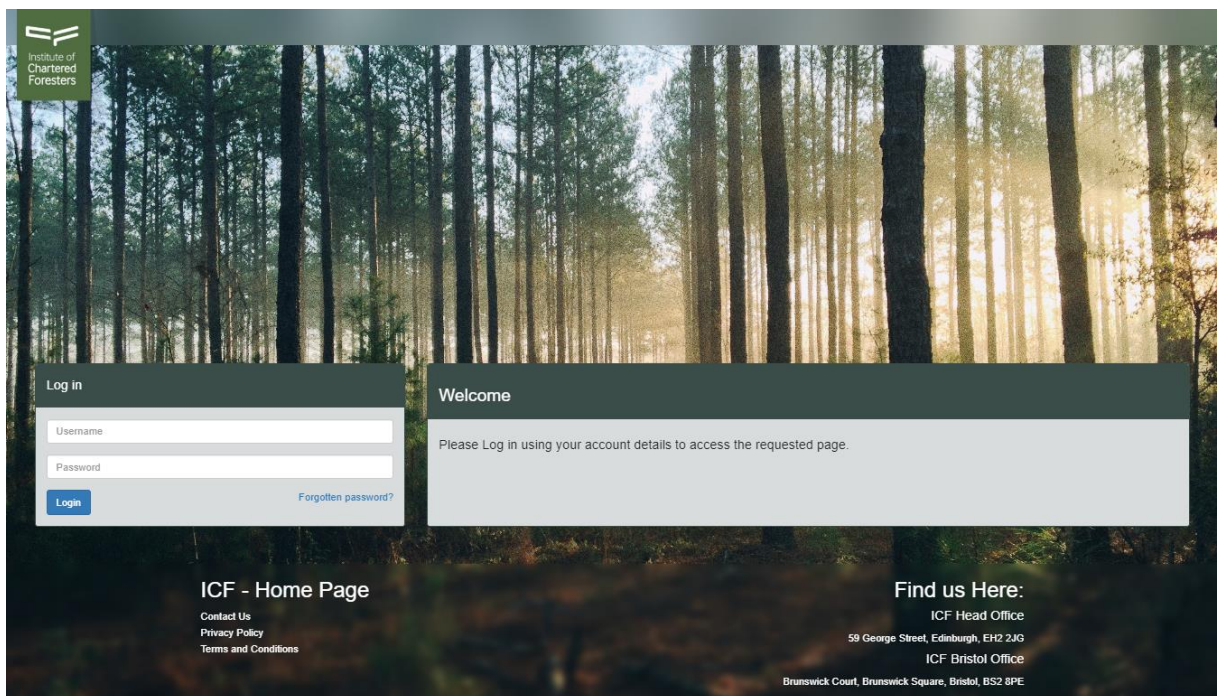 Institute of
Chartered
Foresters
Log in
Username
Password
Login
Forgotten password?
Welcome
Please Log in using your account details to access the requested page.
ICF - Home Page
Contact Us
Privacy Policy
Terms and Conditions
Find us Here:
ICF Head Office
59 George Street, Edinburgh, EH2 2JG
ICF Bristol Office
Brunswick Court, Brunswick Square, Bristol, BS2 8PE